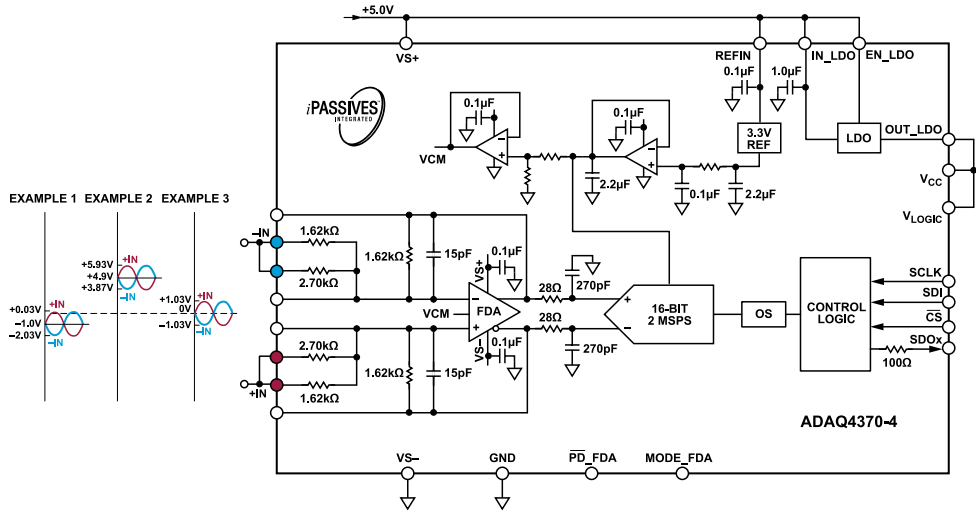 +5.0V
VS+
REFIN
IN_LDO
EN_LDO
0.1µF
1.0µF
iPASSIVES
INTEGRATED
0.1µF
0.1µF
3.3V
REF
LDO
OUT_LDO
VCM
2.2µF
0.1µF
2.2µF
VCC
VLOGIC
EXAMPLE 1
EXAMPLE 2
EXAMPLE 3
+5.93V
+4.9V
+3.87V
+IN
–IN
+0.03V
–1.0V
–2.03V
+IN
–IN
+1.03V
0V
–1.03V
+IN
–IN
–IN
1.62kΩ
2.70kΩ
1.62kΩ
15pF
VS+
0.1µF
28Ω
270pF
VCM
FDA
–
+
VS–
0.1µF
28Ω
270pF
+
–
16-BIT
2 MSPS
OS
CONTROL
LOGIC
SCLK
SDI
CS
SDOx
100Ω
2.70kΩ
1.62kΩ
1.62kΩ
15pF
+IN
ADAQ4370-4
VS–
GND
PD_FDA
MODE_FDA